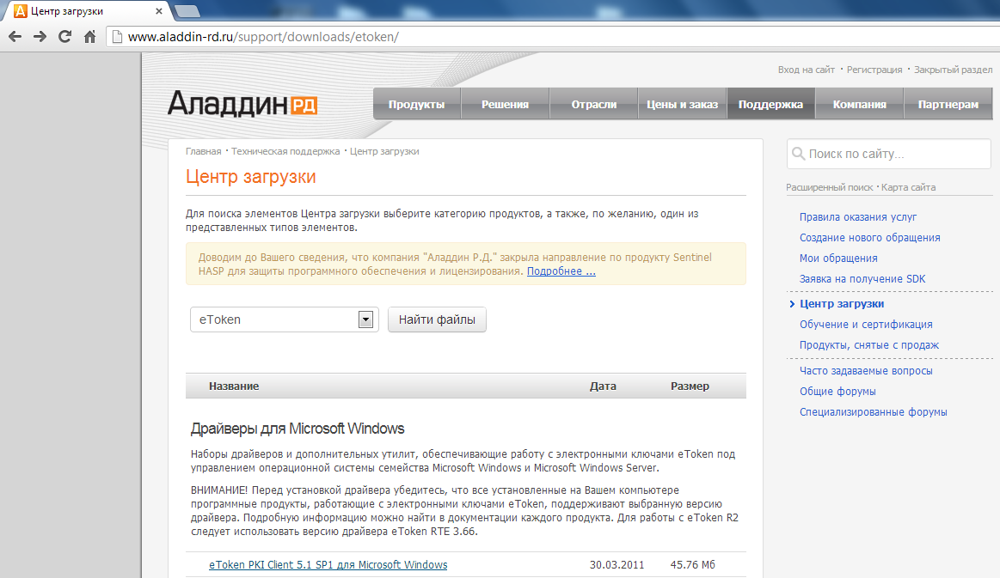 Центр загрузки
www.aladdin-rd.ru/support/downloads/etoken/
Вход на сайт · Регистрация · Закрытый раздел
Аладдин РД
Продукты Решения Отрасли Цены и заказ Поддержка Компания Партнерам
Главная · Техническая поддержка · Центр загрузки
Центр загрузки
Для поиска элементов Центра загрузки выберите категорию продуктов, а также, по желанию, один из
представленных типов элементов.
Доводим до Вашего сведения, что компания "Аладдин Р.Д." закрыла направление по продукту Sentinel
HASP для защиты программного обеспечения и лицензирования. Подробнее ...
eToken
Найти файлы
Название Дата Размер
Драйверы для Microsoft Windows
Наборы драйверов и дополнительных утилит, обеспечивающие работу с электронными ключами eToken под
управлением операционной системы семейства Microsoft Windows и Microsoft Windows Server.
ВНИМАНИЕ! Перед установкой драйвера убедитесь, что все установленные на Вашем компьютере
программные продукты, работающие с электронными ключами eToken, поддерживают выбранную версию
драйвера. Подробную информацию можно найти в документации каждого продукта. Для работы с eToken R2
следует использовать версию драйвера eToken RTE 3.66.
eToken PKI Client 5.1 SP1 для Microsoft Windows 30.03.2011 45.76 Мб
Поиск по сайту...
Расширенный поиск · Карта сайта
Правила оказания услуг
Создание нового обращения
Мои обращения
Заявка на получение SDK
Центр загрузки
Обучение и сертификация
Продукты, снятые с продаж
Часто задаваемые вопросы
Общие форумы
Специализированные форумы